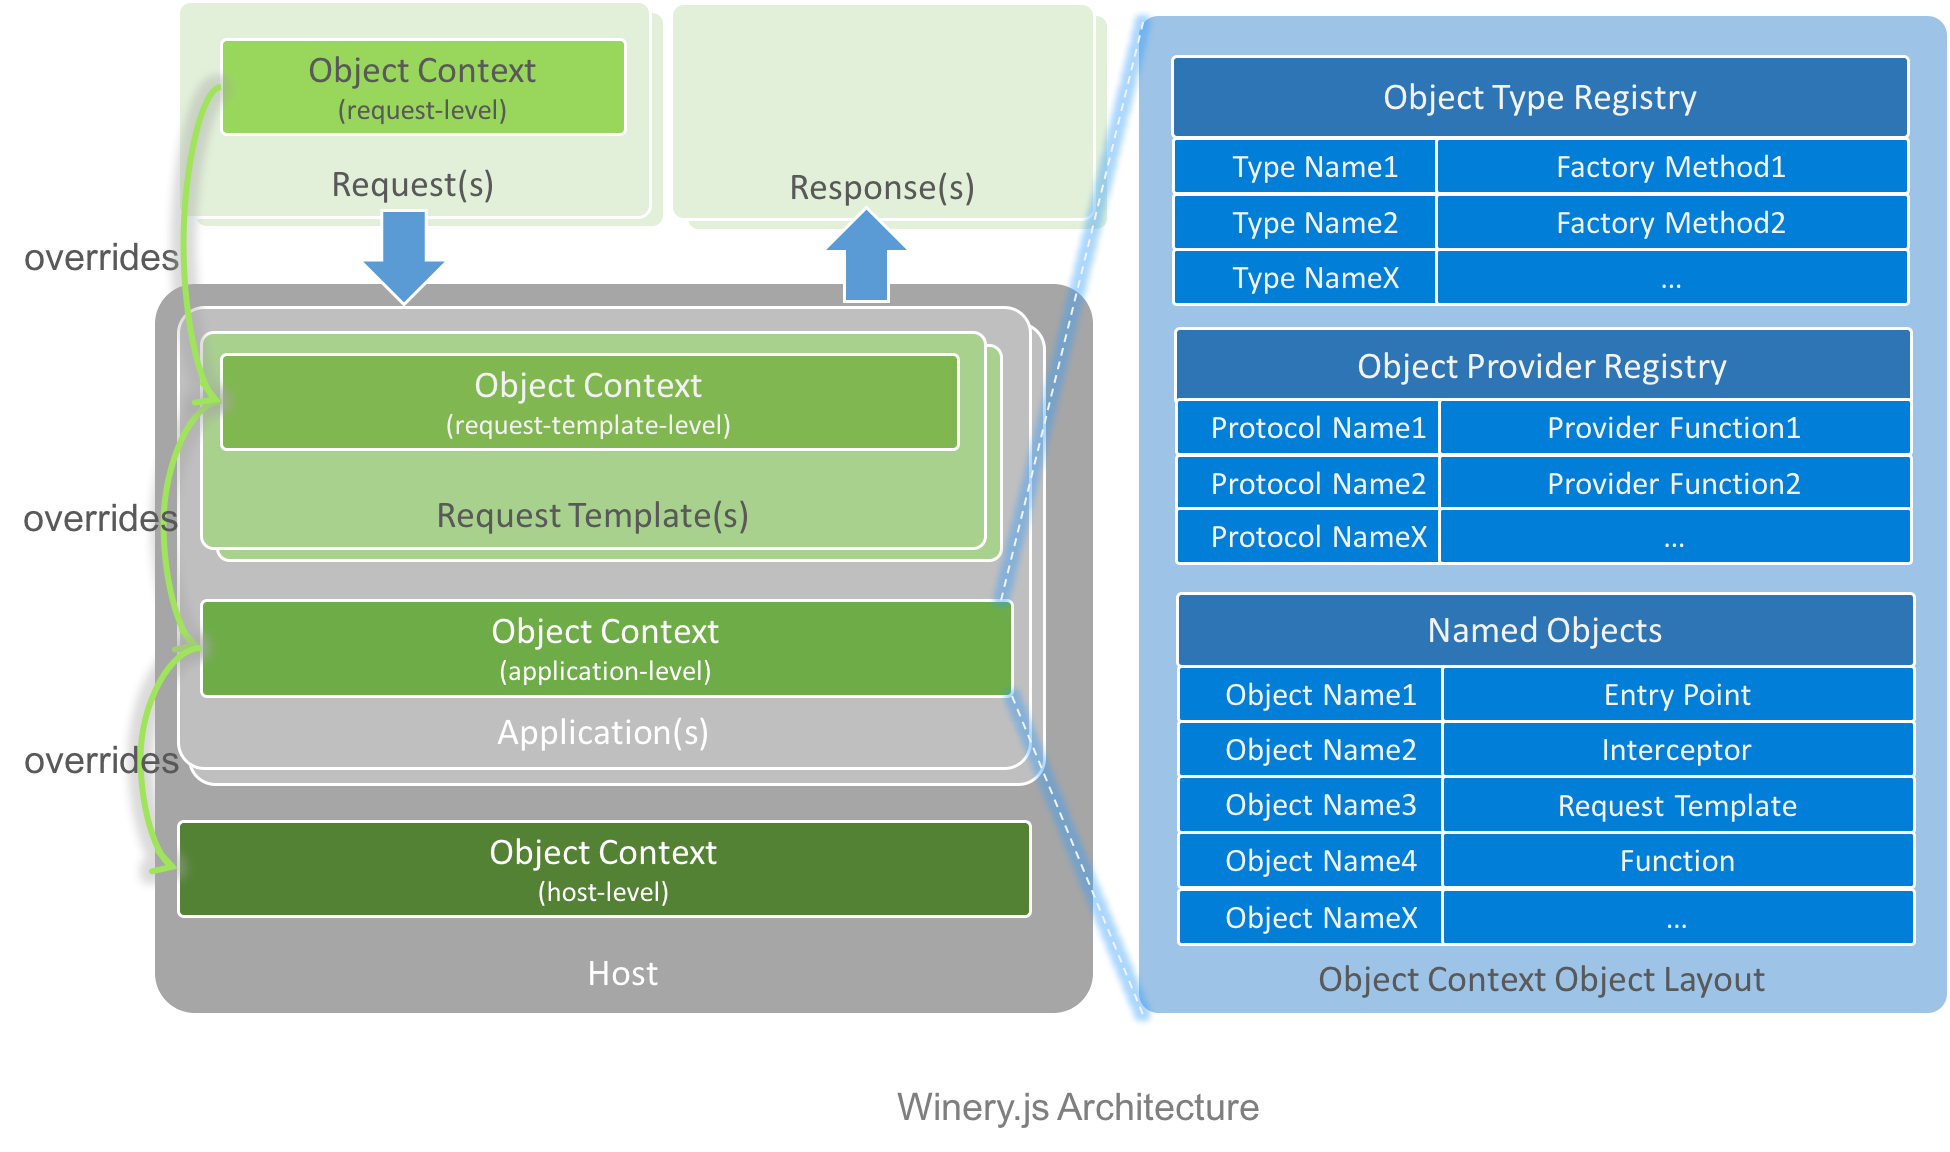 Object Context
(request-level)
Request(s)
Response(s)
overrides
Object Context
(request-template-level)
Request Template(s)
overrides
Object Context
(application-level)
Application(s)
overrides
Object Context
(host-level)
Host
Object Type Registry
Type Name1 Factory Method1
Type Name2 Factory Method2
Type NameX ...
Object Provider Registry
Protocol Name1 Provider Function1
Protocol Name2 Provider Function2
Protocol NameX ...
Named Objects
Object Name1 Entry Point
Object Name2 Interceptor
Object Name3 Request Template
Object Name4 Function
Object NameX ...
Object Context Object Layout
Winery.js Architecture